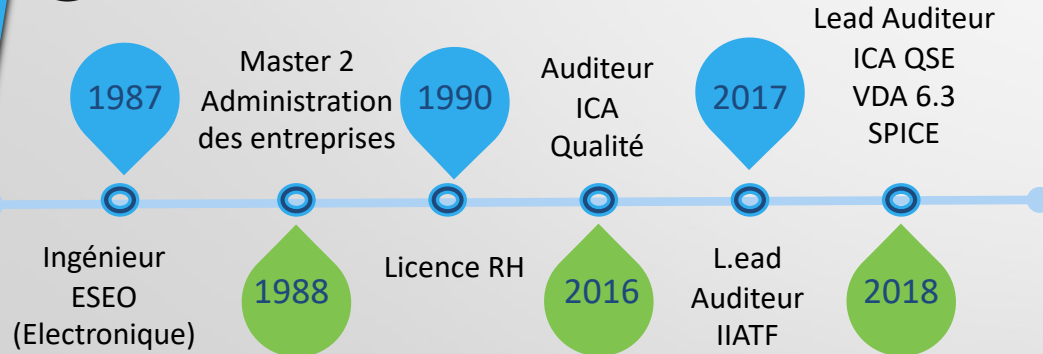 1987
Ingénieur
ESEO
(Electronique)
Master 2
Administration
des entreprises
1988
1990
Licence RH
Auditeur
ICA
Qualité
2016
2017
L.ead
Auditeur
IIATF
Lead Auditeur
ICA QSE
VDA 6.3
SPICE
2018